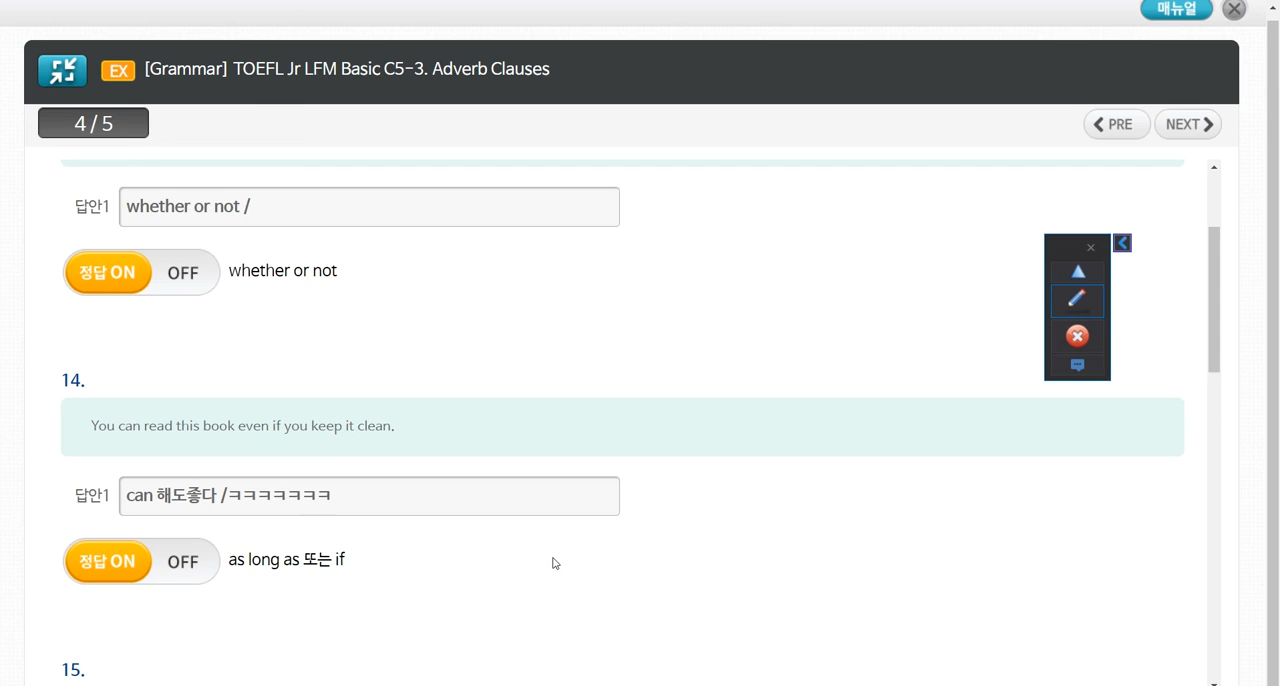 매뉴얼
EX [Grammar] TOEFL Jr LFM Basic C5-3. Adverb Clauses
4 / 5
PRE
NEXT
답안1 whether or not /
정답 ON OFF whether or not
14.
You can read this book even if you keep it clean.
답안1 can 해도좋다 /ㅋㅋㅋㅋㅋㅋㅋ
정답 ON OFF as long as 또는 if
15.